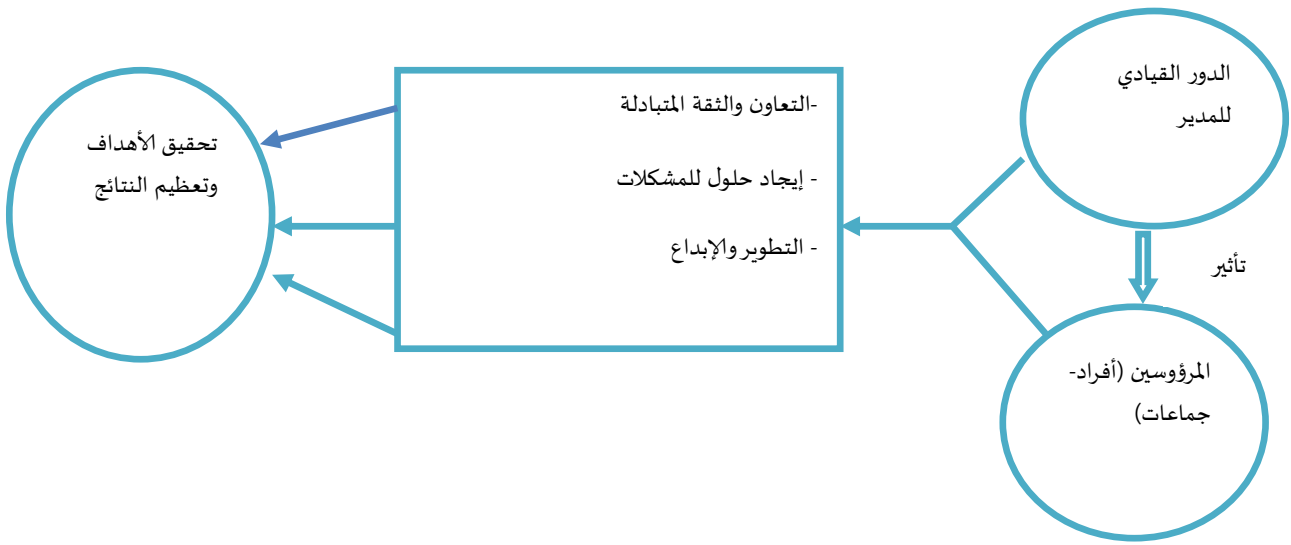 الدور القيادي
للمدير
تأثير
المرؤوسين (أفراد-
جماعات)
-التعاون والثقة المتبادلة
- إيجاد حلول للمشكلات
- التطوير والإبداع
تحقيق الأهداف
وتعظيم النتائج